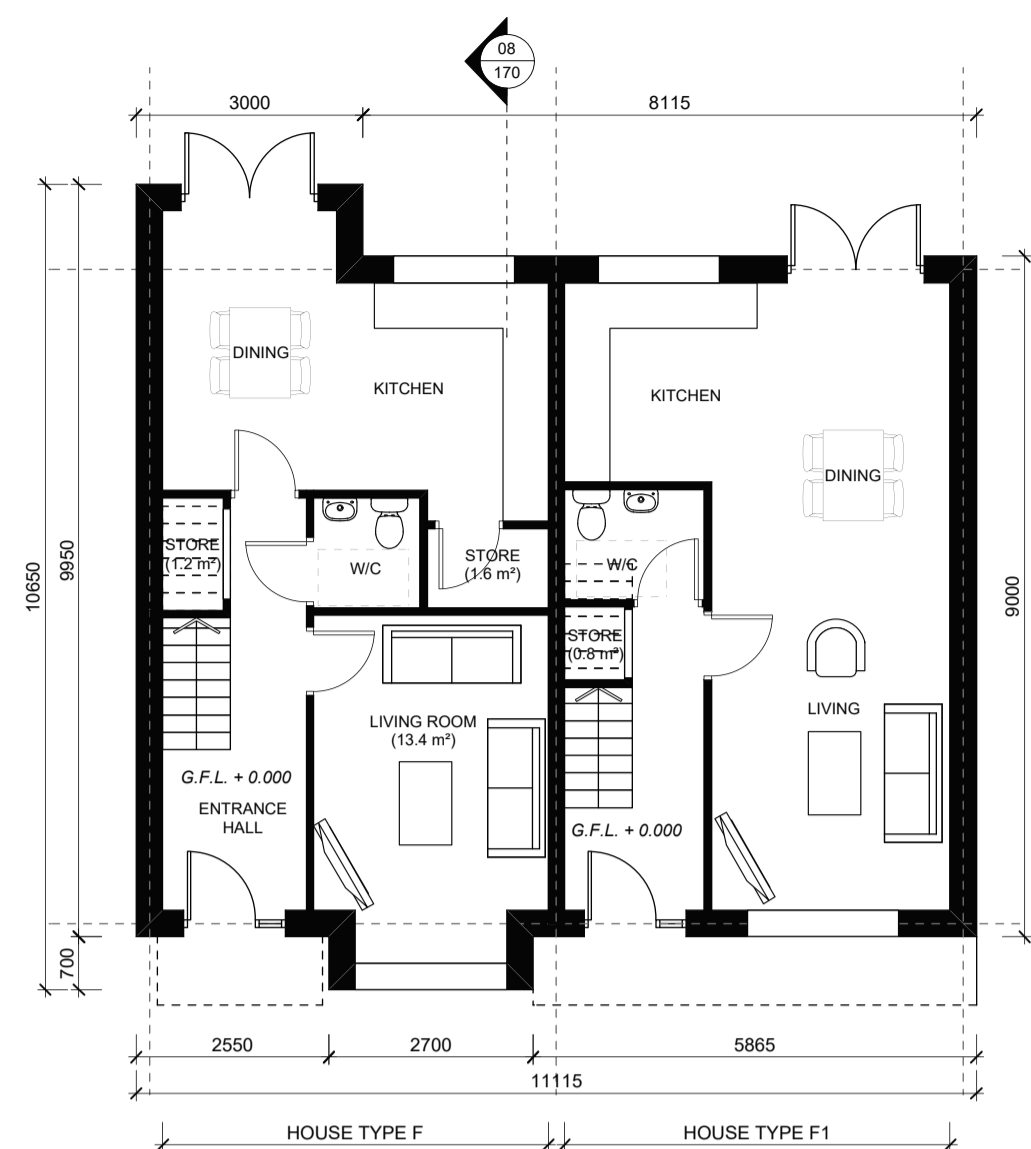 08
170
3000
8115
10650
9950
9000
DINING
KITCHEN
KITCHEN
DINING
STORE
(1.2 m²)
W/C
STORE
(1.6 m²)
W/C
STORE
(0.8 m²)
LIVING ROOM
(13.4 m²)
LIVING
G.F.L. + 0.000
ENTRANCE
HALL
G.F.L. + 0.000
700
2550
2700
5865
11115
HOUSE TYPE F
HOUSE TYPE F1